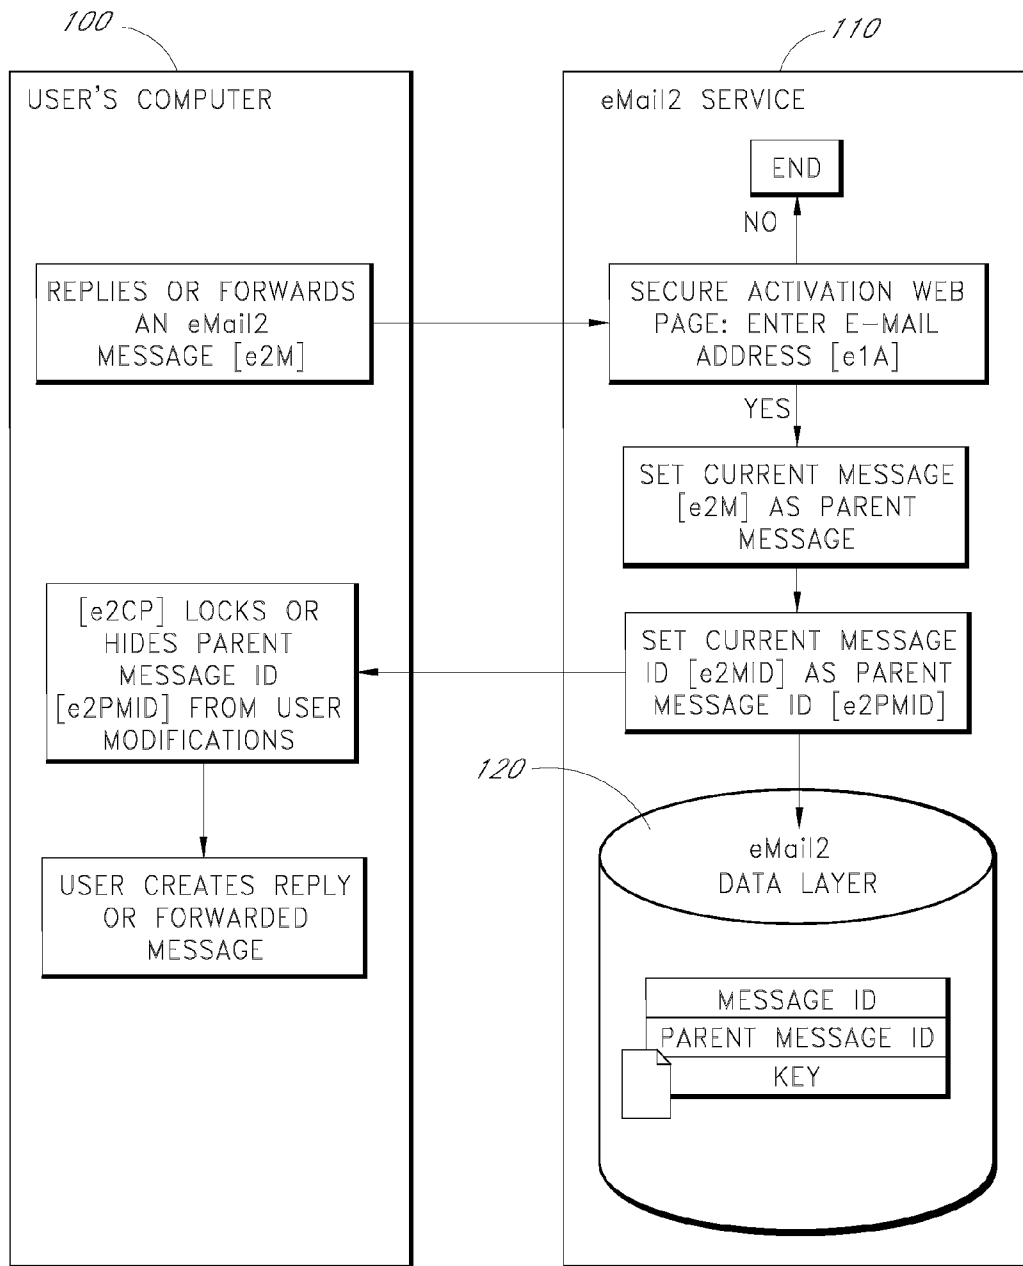 100
USER'S COMPUTER
REPLIES OR FORWARDS
AN eMail2
MESSAGE [e2M]
[e2CP] LOCKS OR
HIDES PARENT
MESSAGE ID
[e2PMID] FROM USER
MODIFICATIONS
USER CREATES REPLY
OR FORWARDED
MESSAGE
110
eMail2 SERVICE
END
NO
SECURE ACTIVATION WEB
PAGE: ENTER E-MAIL
ADDRESS [e1A]
YES
SET CURRENT MESSAGE
[e2M] AS PARENT
MESSAGE
SET CURRENT MESSAGE
ID [e2MID] AS PARENT
MESSAGE ID [e2PMID]
120
eMail2
DATA LAYER
MESSAGE ID
PARENT MESSAGE ID
KEY